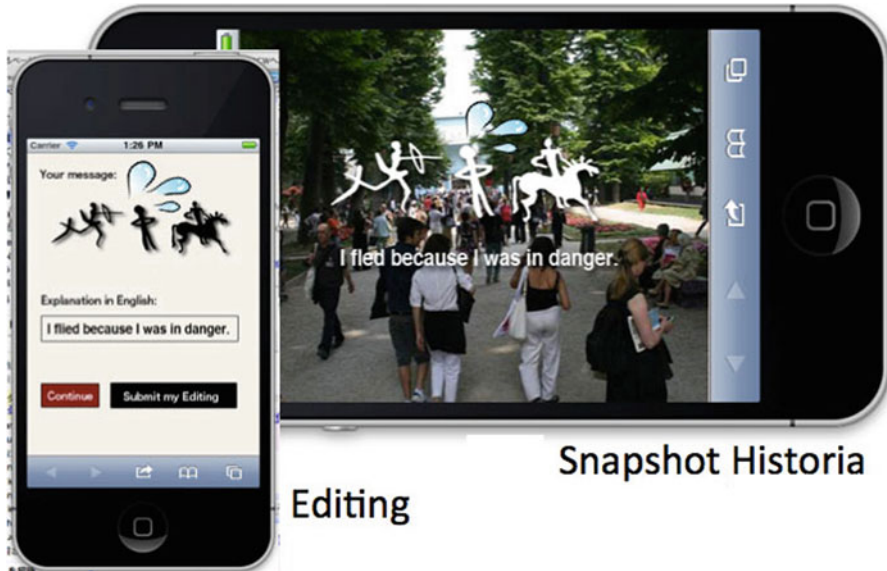 Carrier
1:26 PM
Your message:
Explanation in English:
I flied because I was in danger.
Continue
Submit my Editing
I fled because I was in danger.
Snapshot Historia
Editing